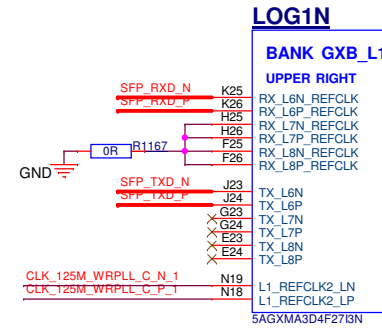 LOG1N
BANK GXB_L1
UPPER RIGHT
SFP_RXD_N K25 RX_L6N_REFCLK
SFP_RXD_P K26 RX_L6P_REFCLK
H25 RX_L7N_REFCLK
H26 RX_L7P_REFCLK
GND 0R R1167 F25 RX_L8N_REFCLK
F26 RX_L8P_REFCLK
SFP_TXD_N J23 TX_L6N
SFP_TXD_P J24 TX_L6P
G23 TX_L7N
G24 TX_L7P
E23 TX_L8N
E24 TX_L8P
CLK_125M_WRPLL_C_N_1 N19 L1_REFCLK2_LN
CLK_125M_WRPLL_C_P_1 N18 L1_REFCLK2_LP
5AGXMA3D4F27I3N